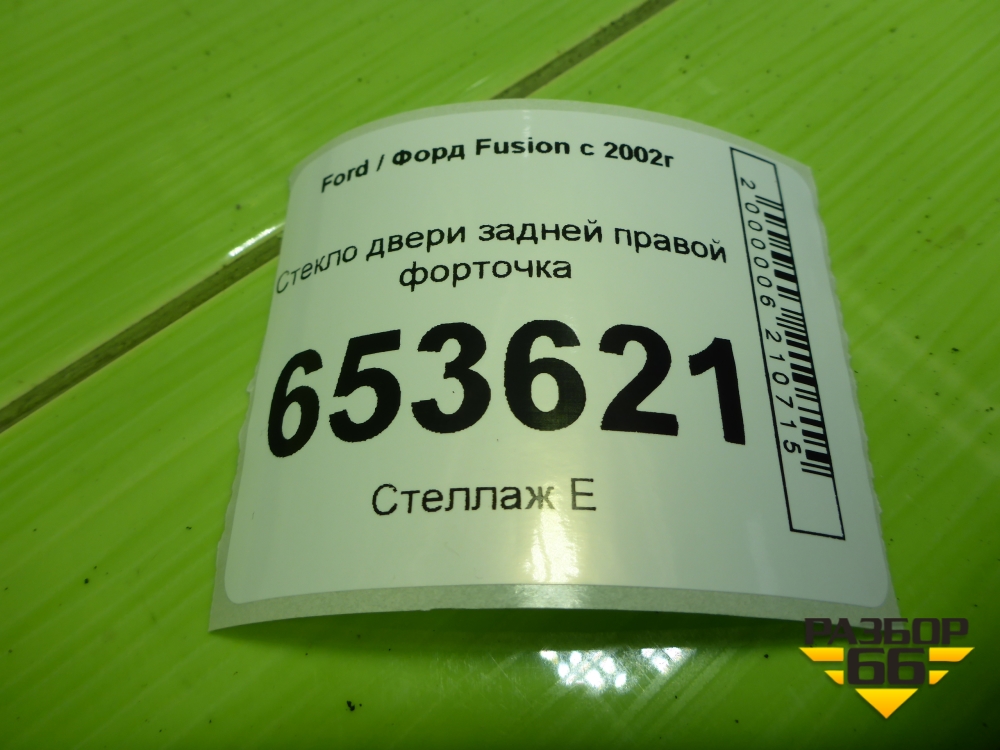 Ford / Форд Fusion с 2002г
Стекло двери задней правой
форточка
653621
Стеллаж Е
2000006210715
РАЗБОР
66